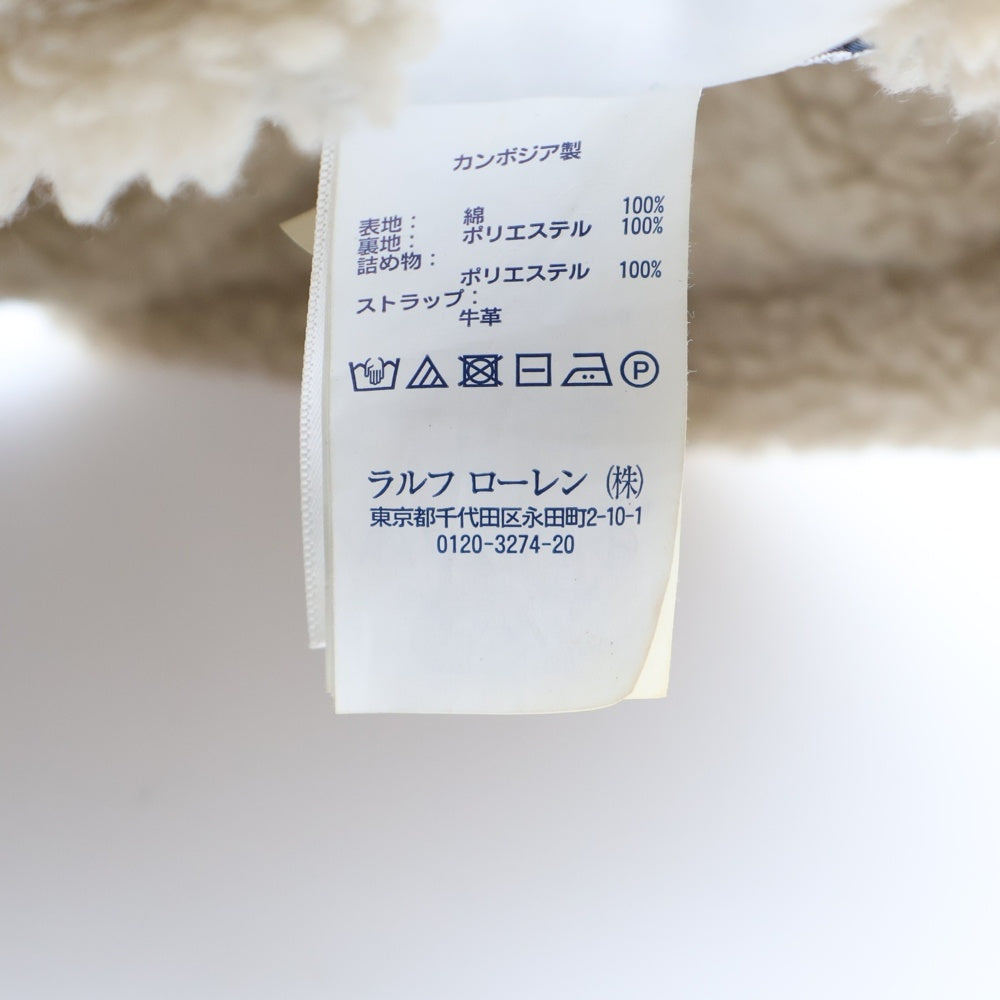 カンボジア製
表地： 綿 100%
裏地： ポリエステル 100%
詰め物：
ポリエステル 100%
ストラップ：
牛革
P
ラルフ ローレン ㈱
東京都千代田区永田町2-10-1
0120-3274-20